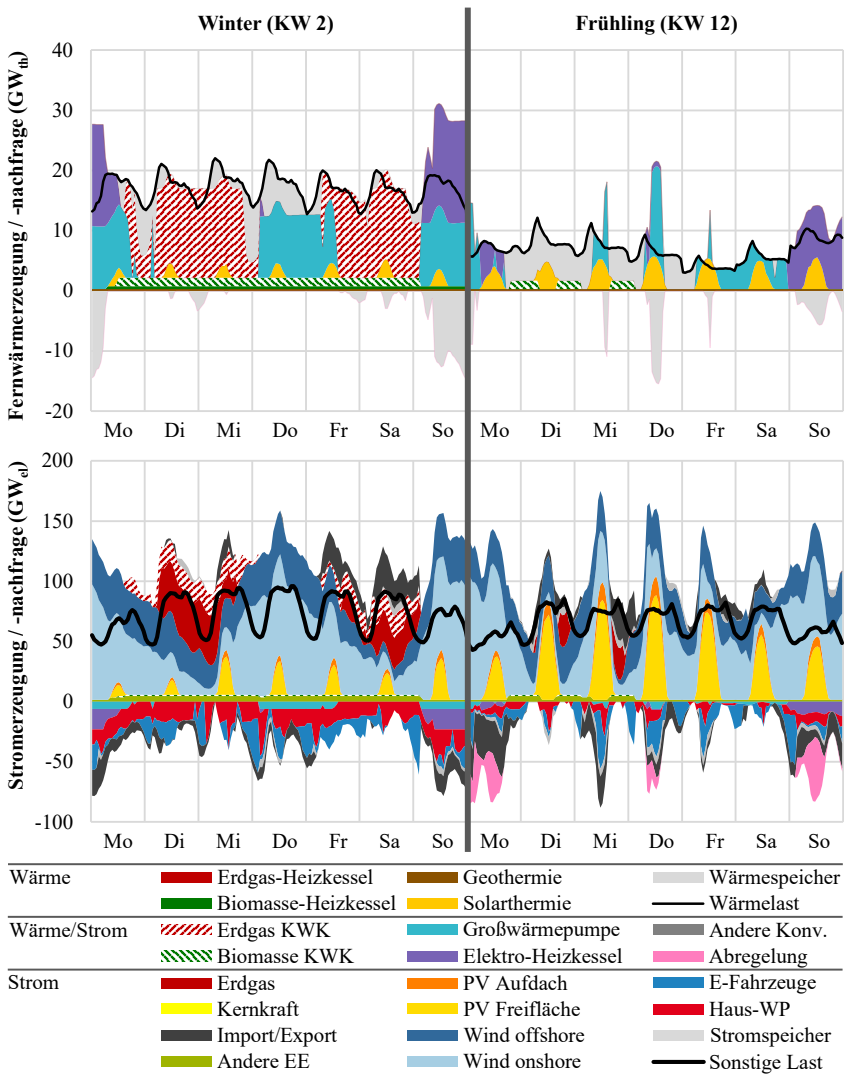 Winter (KW 2) Frühling (KW 12)
Fernwärmerzeugung / -nachfrage (GWth)
40
30
20
10
0
-10
-20
Mo Di Mi Do Fr Sa So Mo Di Mi Do Fr Sa So
Stromerzeugung / -nachfrage (GWel)
200
150
100
50
0
-50
-100
Mo Di Mi Do Fr Sa So Mo Di Mi Do Fr Sa So
Wärme Erdgas-Heizkessel Geothermie Wärmespeicher
Biomasse-Heizkessel Solarthermie Wärmelast
Wärme/Strom Erdgas KWK Großwärmepumpe Andere Konv.
Biomasse KWK Elektro-Heizkessel Abregelung
Strom Erdgas PV Aufdach E-Fahrzeuge
Kernkraft PV Freifläche Haus-WP
Import/Export Wind offshore Stromspeicher
Andere EE Wind onshore Sonstige Last